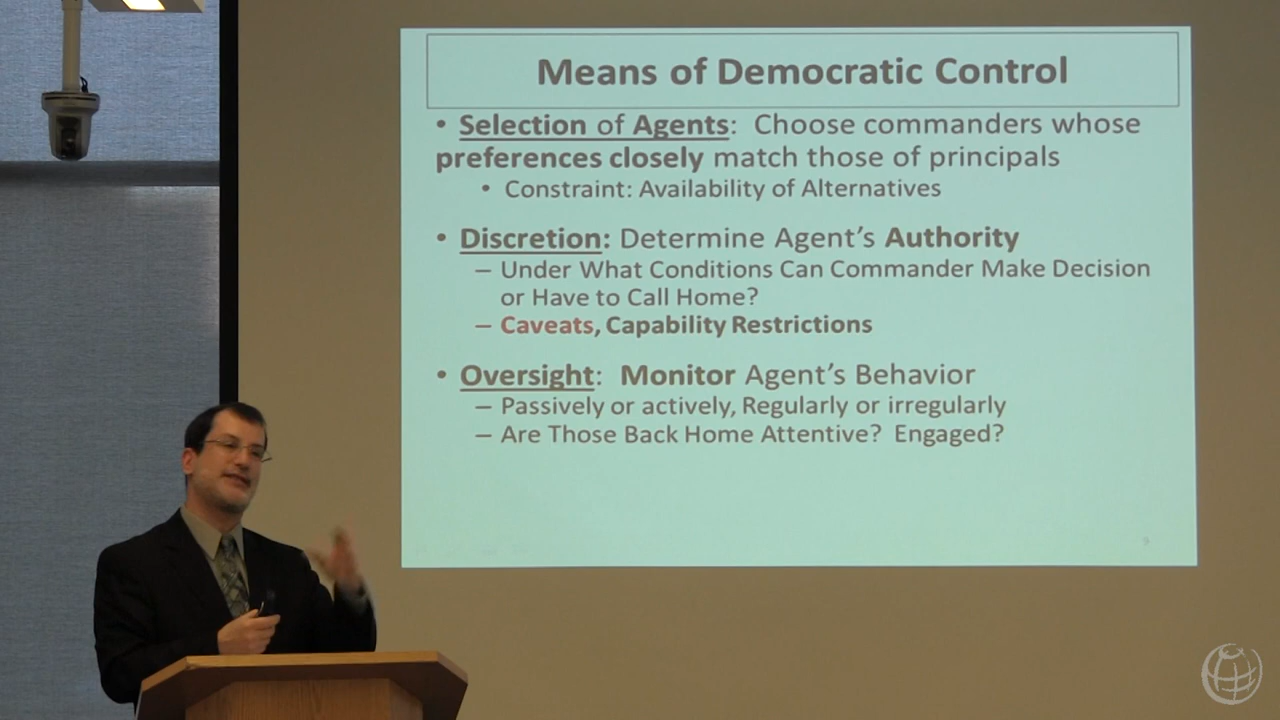 Means of Democratic Control
• Selection of Agents: Choose commanders whose
preferences closely match those of principals
• Constraint: Availability of Alternatives
• Discretion: Determine Agent's Authority
– Under What Conditions Can Commander Make Decision
or Have to Call Home?
– Caveats, Capability Restrictions
• Oversight: Monitor Agent's Behavior
– Passively or actively, Regularly or irregularly
– Are Those Back Home Attentive? Engaged?